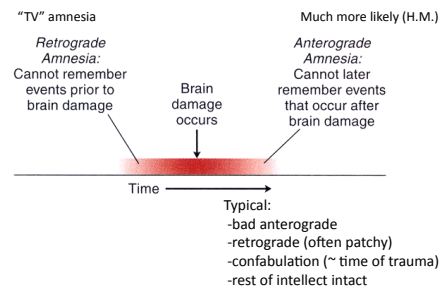 “TV” amnesia
Much more likely (H.M.)
Retrograde
Amnesia:
Cannot remember
events prior to
brain damage
Brain
damage
occurs
Anterograde
Amnesia:
Cannot later
remember events
that occur after
brain damage
Time
Typical:
-bad anterograde
-retrograde (often patchy)
-confabulation (~ time of trauma)
-rest of intellect intact